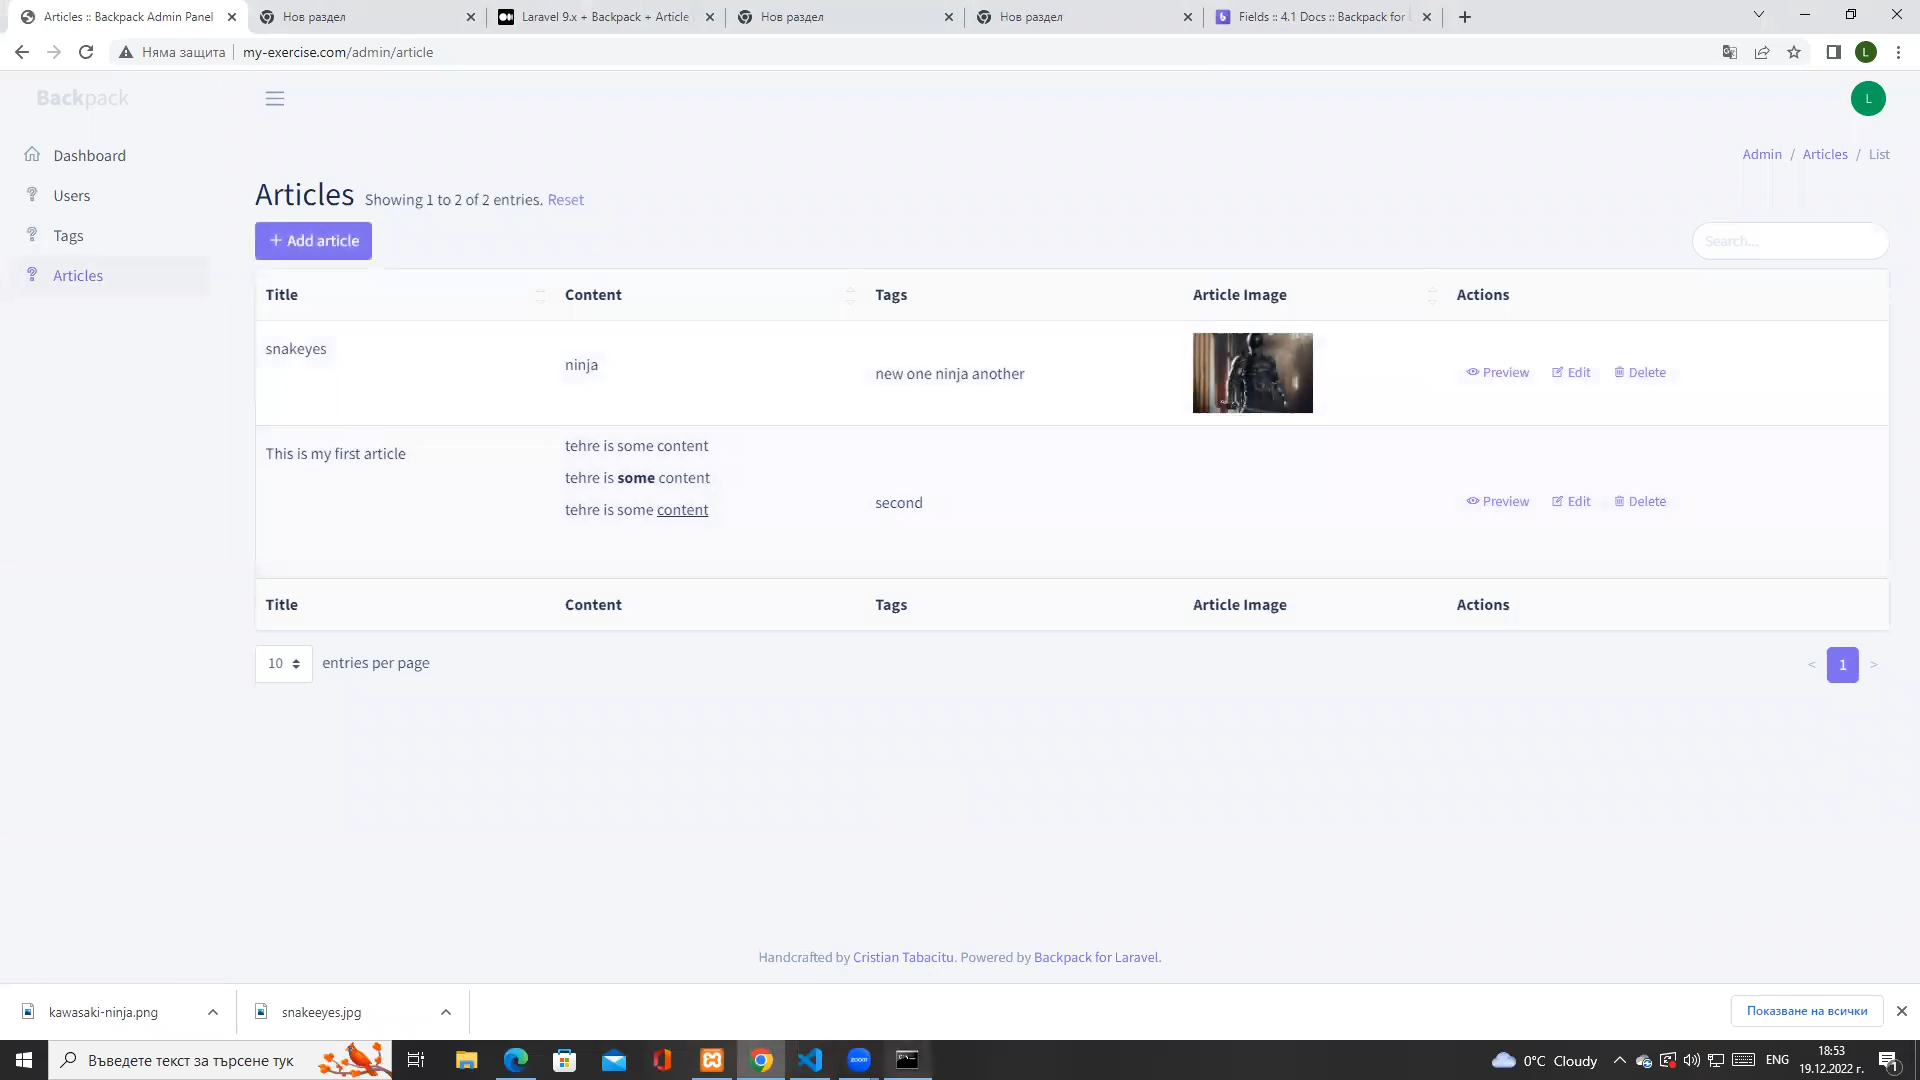 Articles :: Backpack Admin Panel
Нов раздел
Laravel 9.x + Backpack + Article
Нов раздел
Нов раздел
Fields :: 4.1 Docs :: Backpack for
Няма защита
my-exercise.com/admin/article
L
Backpack
L
Dashboard
Users
Tags
Articles
Admin / Articles / List
Articles Showing 1 to 2 of 2 entries. Reset
+ Add article
Search...
Title Content Tags Article Image Actions
snakeyes
ninja
new one ninja another
Preview Edit Delete
This is my first article
tehre is some content
tehre is some content
tehre is some content
second
Preview Edit Delete
Title Content Tags Article Image Actions
10 entries per page
< 1 >
Handcrafted by Cristian Tabacitu. Powered by Backpack for Laravel.
kawasaki-ninja.png
snakeeyes.jpg
Показване на всички
Въведете текст за търсене тук
zoom
0°C Cloudy
ENG
18:53
19.12.2022 г.
1